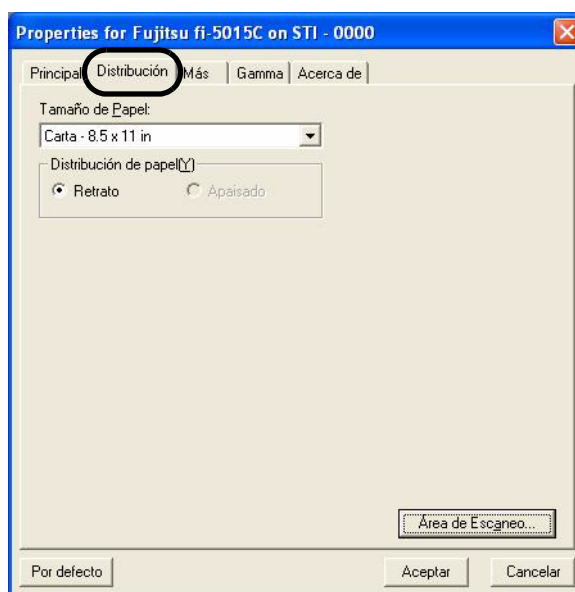 Properties for Fujitsu fi-5015C on STI - 0000
Principal Distribución Más Gamma Acerca de
Tamaño de Papel:
Carta - 8.5 x 11 in
Distribución de papel(Y)
Retrato Apaisado
Área de Escaneo...
Por defecto Aceptar Cancelar